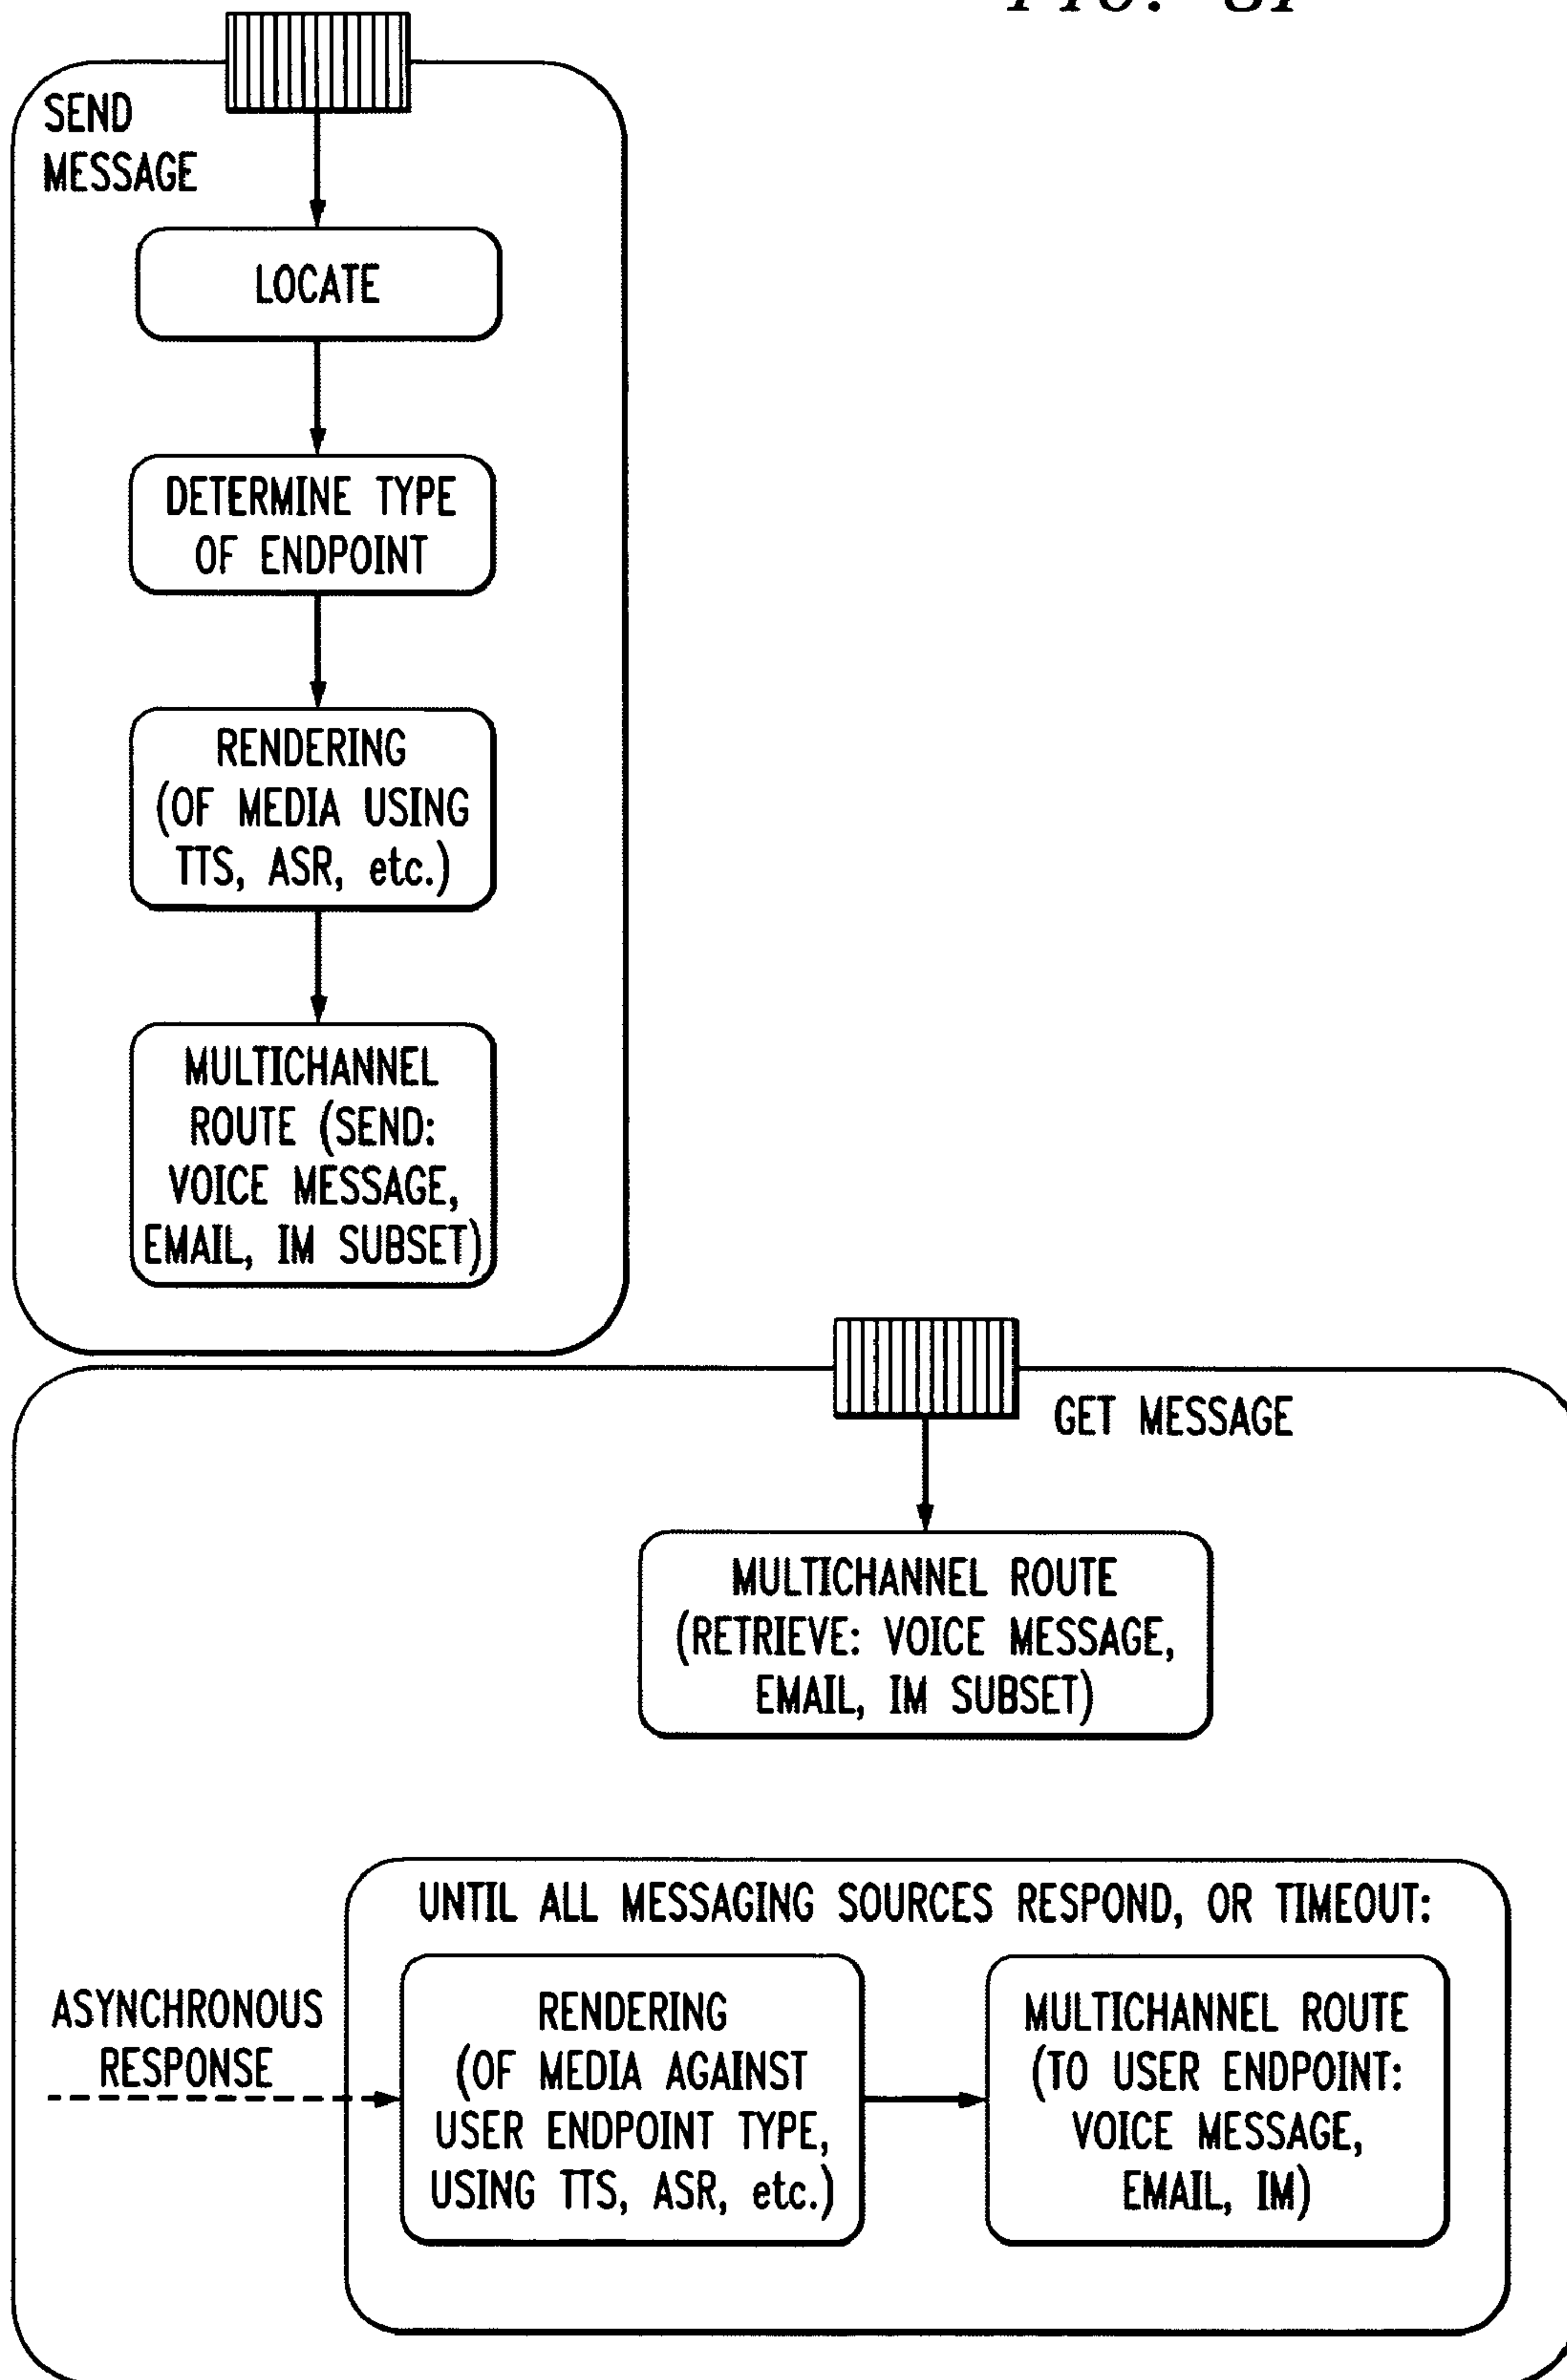 SEND
MESSAGE
LOCATE
DETERMINE TYPE
OF ENDPOINT
RENDERING
(OF MEDIA USING
TTS, ASR, etc.)
MULTICHANNEL
ROUTE (SEND:
VOICE MESSAGE,
EMAIL, IM SUBSET)
GET MESSAGE
MULTICHANNEL ROUTE
(RETRIEVE: VOICE MESSAGE,
EMAIL, IM SUBSET)
UNTIL ALL MESSAGING SOURCES RESPOND, OR TIMEOUT:
ASYNCHRONOUS
RESPONSE
RENDERING
(OF MEDIA AGAINST
USER ENDPOINT TYPE,
USING TTS, ASR, etc.)
MULTICHANNEL ROUTE
(TO USER ENDPOINT:
VOICE MESSAGE,
EMAIL, IM)